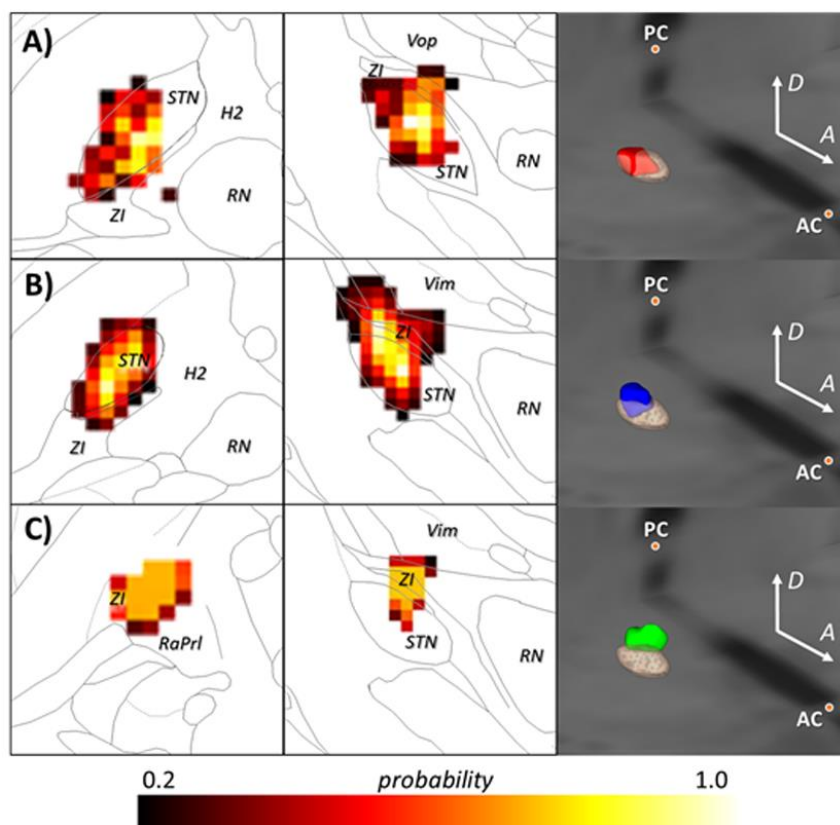 A)
STN
H2
RN
ZI
Vop
ZI
RN
STN
PC
D
A
AC
B)
STN
H2
ZI
RN
Vim
ZI
STN
RN
PC
D
A
AC
C)
ZI
RaPrl
Vim
ZI
STN
RN
PC
D
A
AC
0.2 probability 1.0